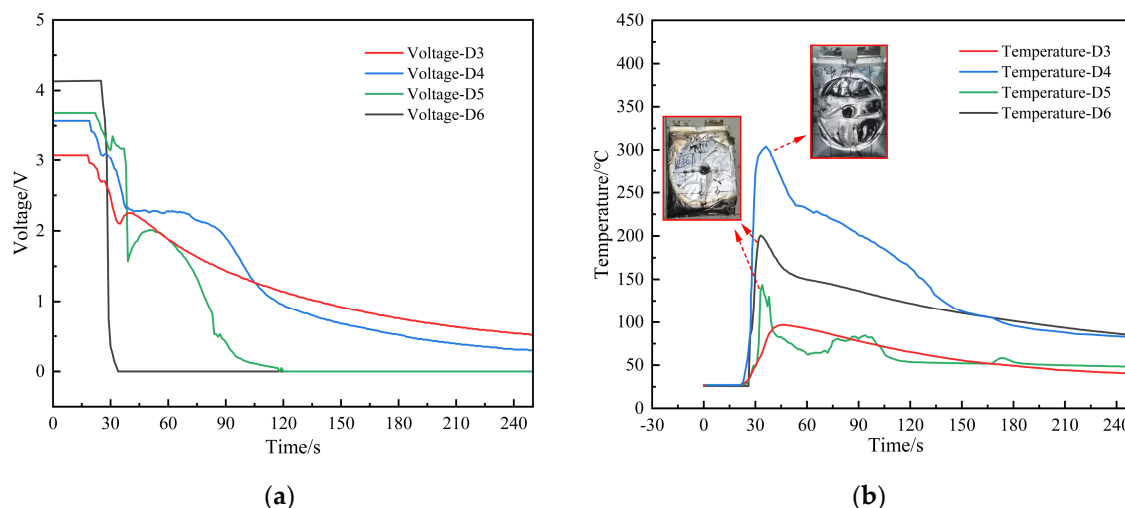 5
4
3
2
1
0
Voltage/V
0 30 60 90 120 150 180 210 240
Time/s
Voltage-D3
Voltage-D4
Voltage-D5
Voltage-D6
(a)
450
400
350
300
250
200
150
100
50
0
Temperature/°C
-30 0 30 60 90 120 150 180 210 240
Time/s
Temperature-D3
Temperature-D4
Temperature-D5
Temperature-D6
(b)